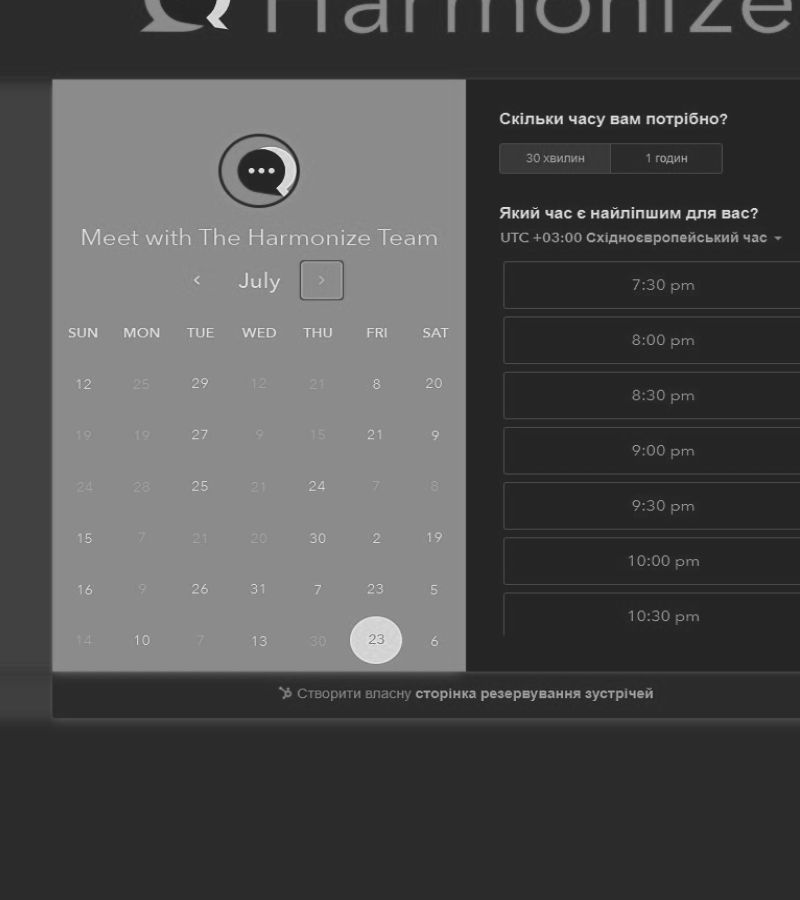 Harmonize
Meet with The Harmonize Team
July
SUN MON TUE WED THU FRI SAT
12 25 29 12 21 8 20
19 19 27 9 15 21 9
24 28 25 21 24 7 8
15 7 21 20 30 2 19
16 9 26 31 7 23 5
14 10 7 13 30 23 6
Скільки часу вам потрібно?
30 хвилин 1 годин
Який час є найліпшим для вас?
UTC +03:00 Східноєвропейський час
7:30 pm
8:00 pm
8:30 pm
9:00 pm
9:30 pm
10:00 pm
10:30 pm
Створити власну сторінка резервування зустрічей